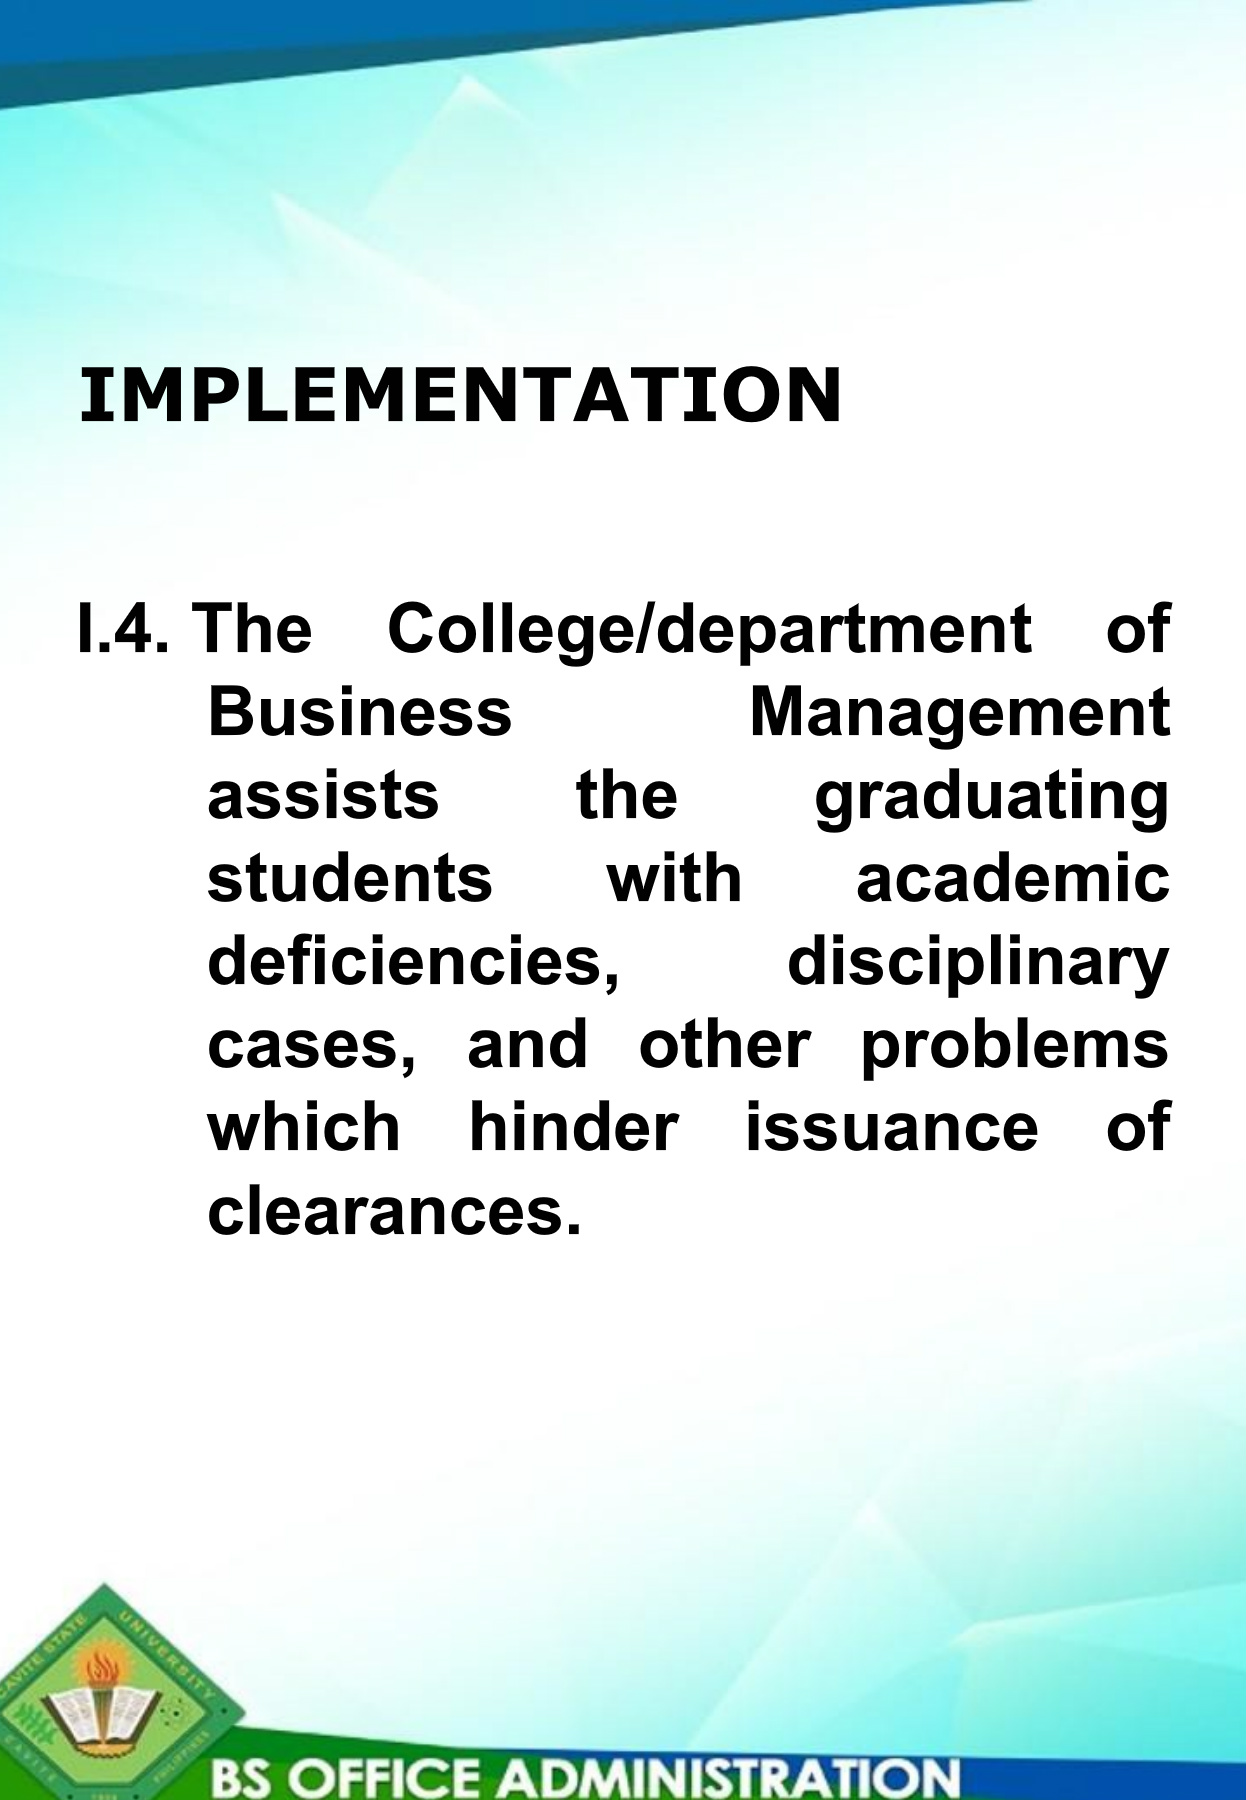 IMPLEMENTATION
I.4. The College/department of
Business Management
assists the graduating
students with academic
deficiencies, disciplinary
cases, and other problems
which hinder issuance of
clearances.
CAVITE STATE UNIVERSITY
CAVITE PHILIPPINES
BS OFFICE ADMINISTRATION